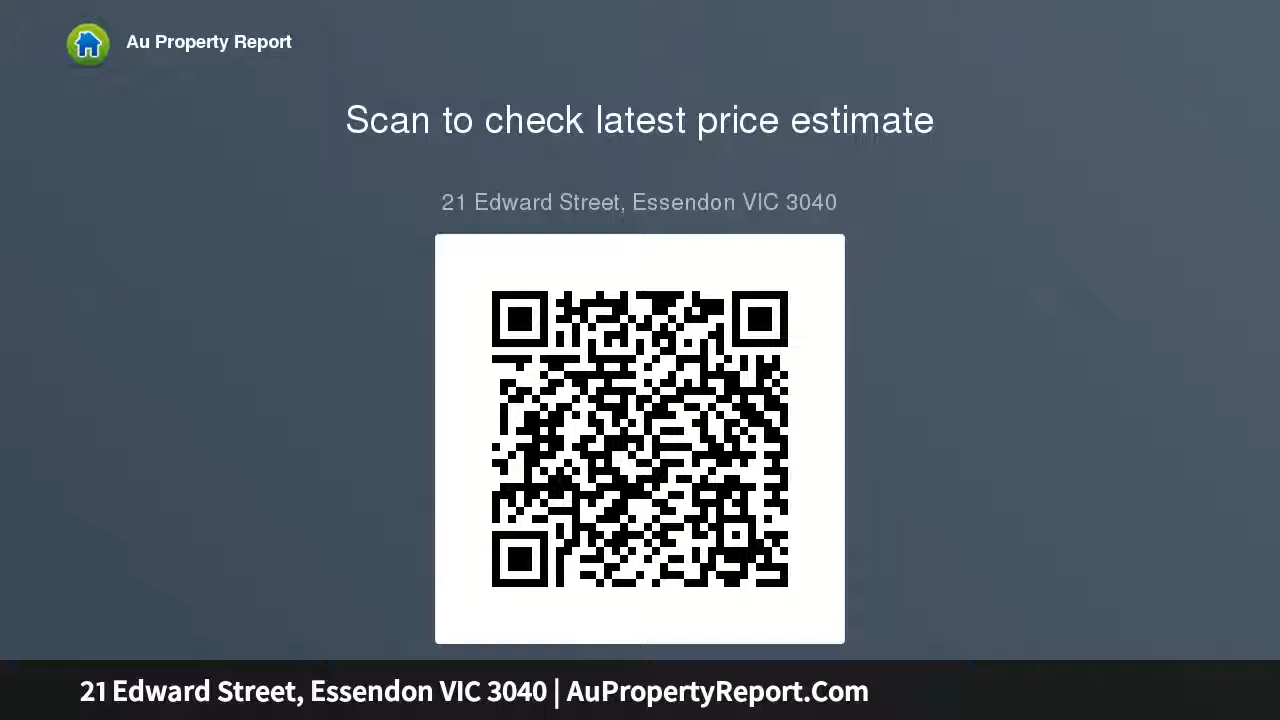 Au Property Report
Scan to check latest price estimate
21 Edward Street, Essendon VIC 3040
21 Edward Street, Essendon VIC 3040 | AuPropertyReport.Com